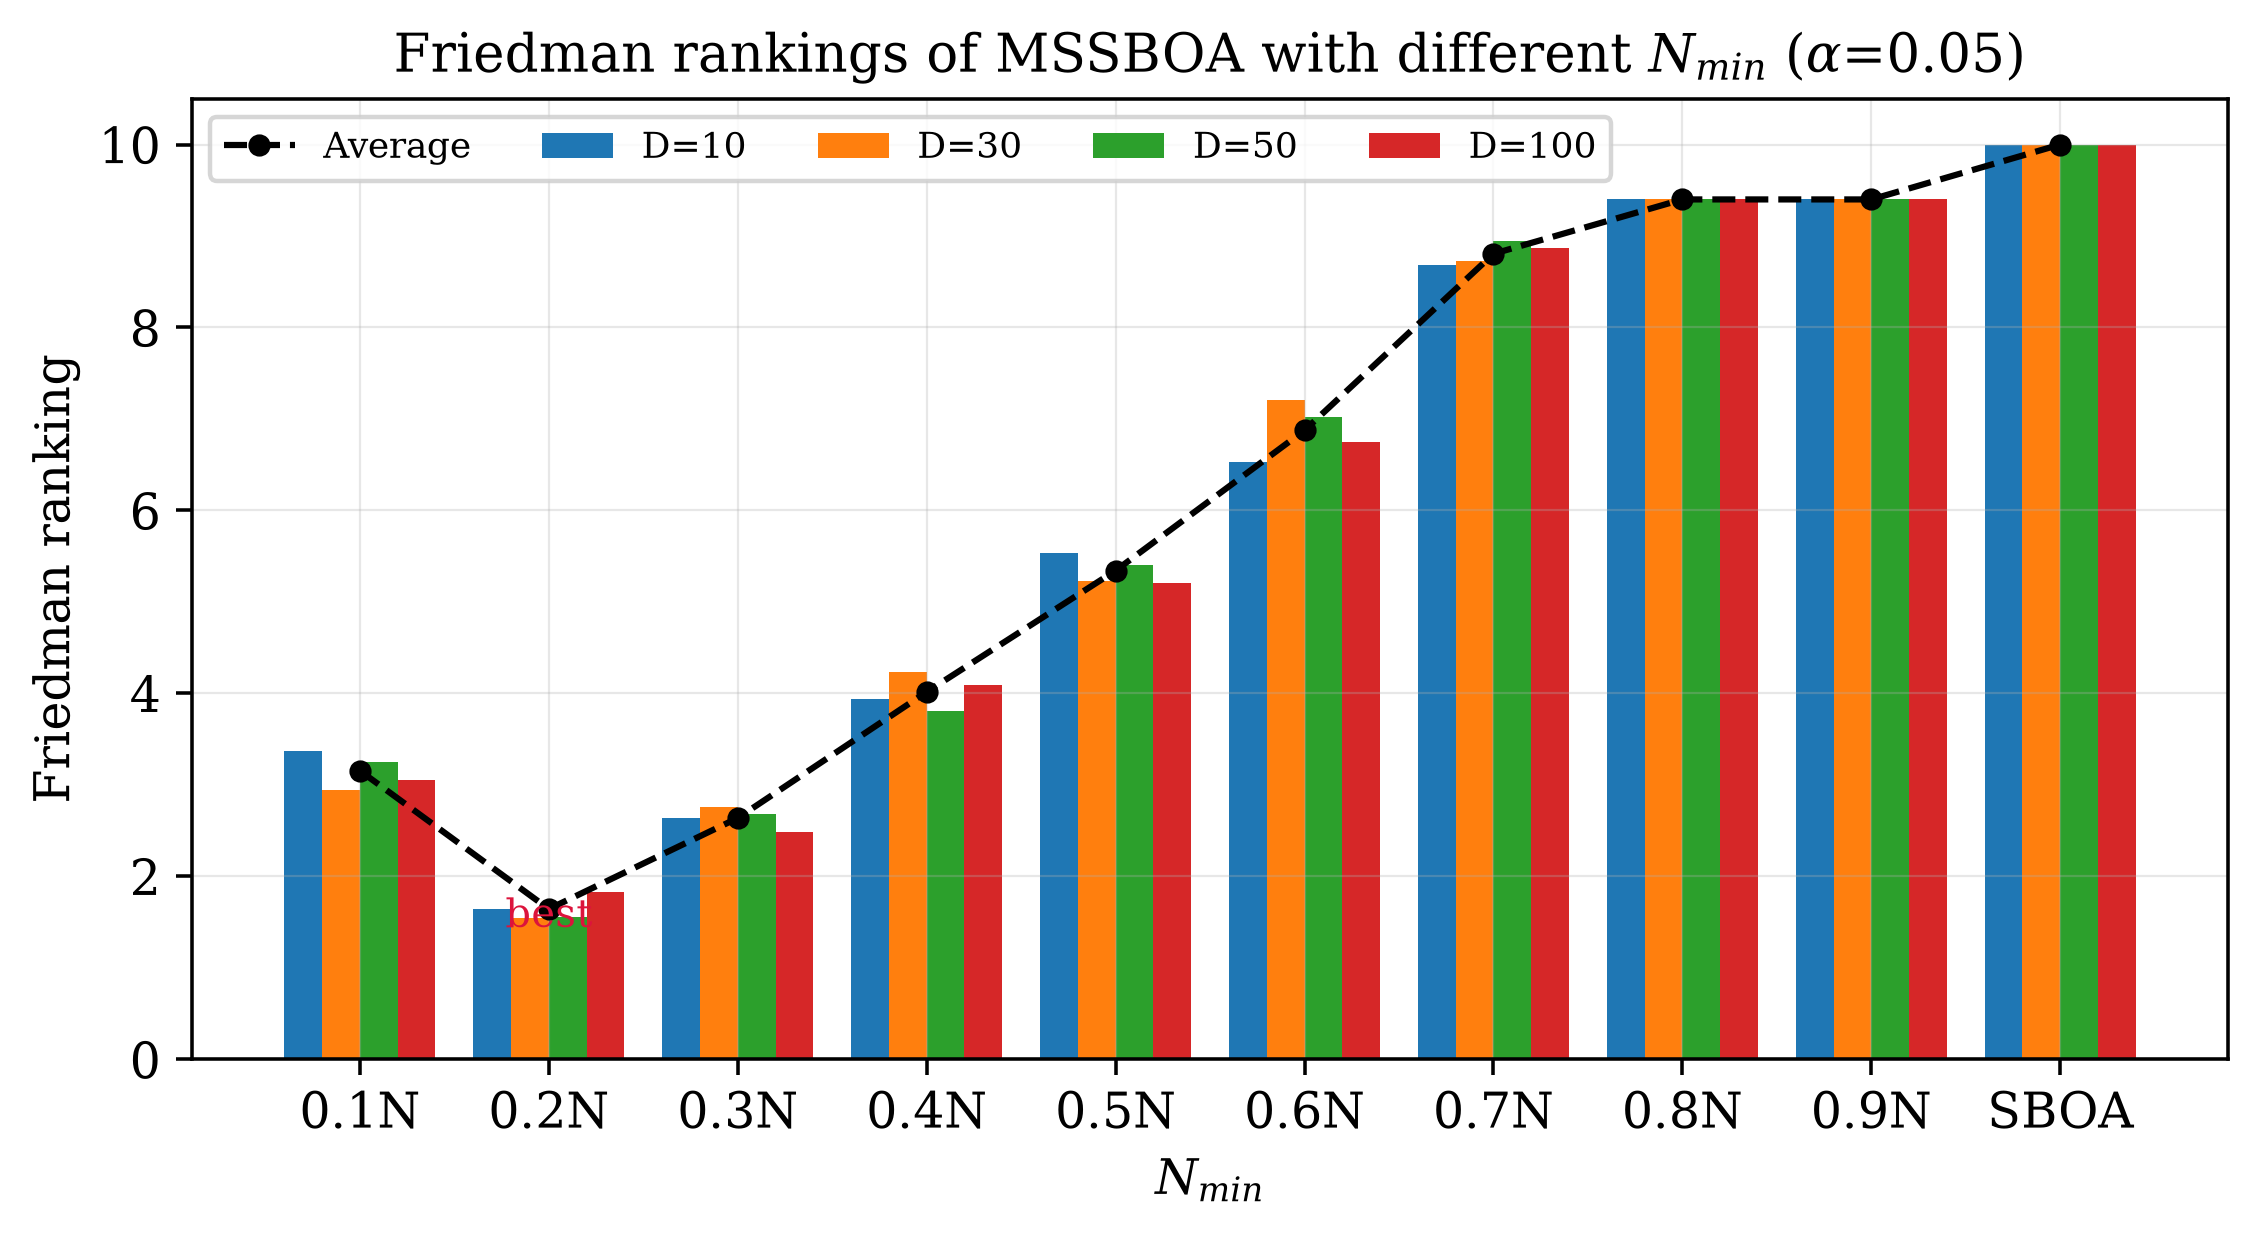 Friedman rankings of MSSBOA with different N_min (α=0.05)
Average D=10 D=30 D=50 D=100
Friedman ranking
10
8
6
4
2
0
best
0.1N 0.2N 0.3N 0.4N 0.5N 0.6N 0.7N 0.8N 0.9N SBOA
N_min